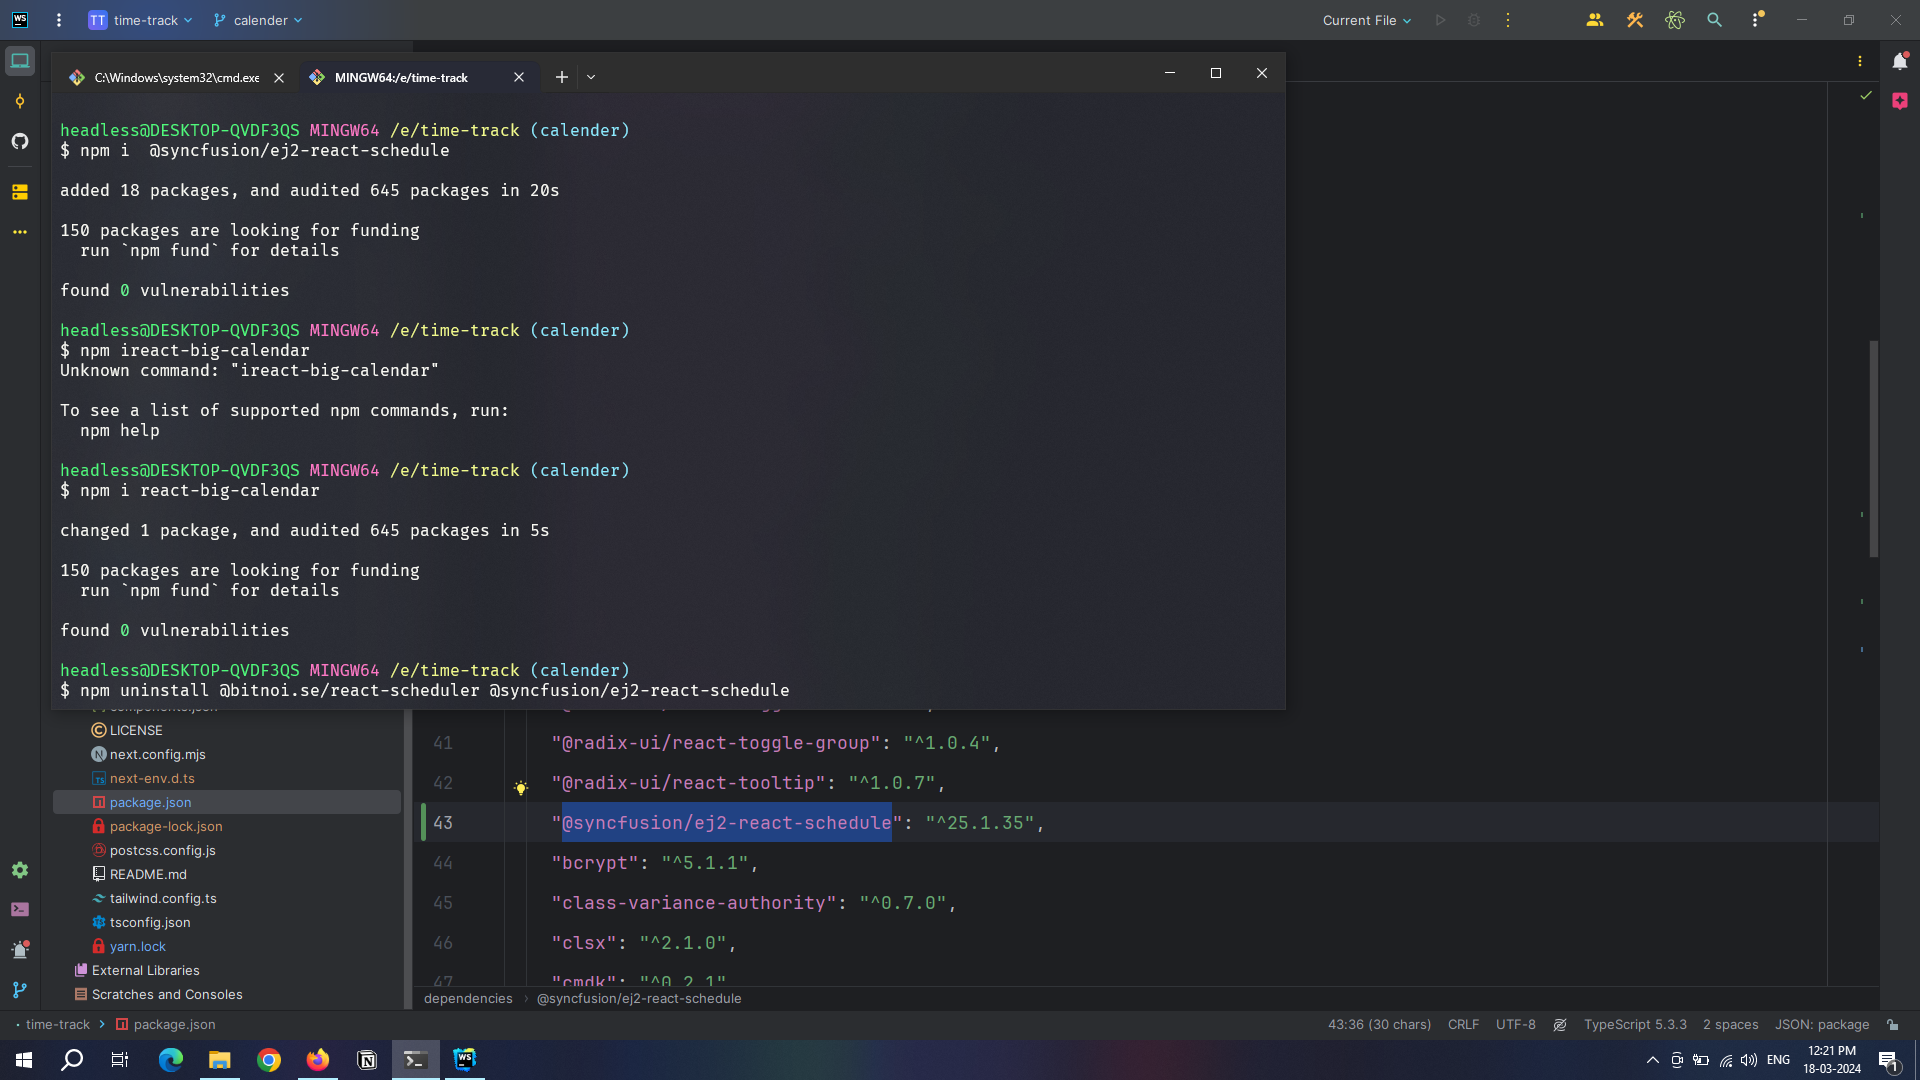 WS
TT time-track
calender
Current File
C:\Windows\system32\cmd.exe
MINGW64:/e/time-track
headless@DESKTOP-QVDF3QS MINGW64 /e/time-track (calender)
$ npm i  @syncfusion/ej2-react-schedule
added 18 packages, and audited 645 packages in 20s
150 packages are looking for funding
  run `npm fund` for details
found 0 vulnerabilities
headless@DESKTOP-QVDF3QS MINGW64 /e/time-track (calender)
$ npm ireact-big-calendar
Unknown command: "ireact-big-calendar"
To see a list of supported npm commands, run:
  npm help
headless@DESKTOP-QVDF3QS MINGW64 /e/time-track (calender)
$ npm i react-big-calendar
changed 1 package, and audited 645 packages in 5s
150 packages are looking for funding
  run `npm fund` for details
found 0 vulnerabilities
headless@DESKTOP-QVDF3QS MINGW64 /e/time-track (calender)
$ npm uninstall @bitnoi.se/react-scheduler @syncfusion/ej2-react-schedule
components.json
LICENSE
next.config.mjs
next-env.d.ts
package.json
package-lock.json
postcss.config.js
README.md
tailwind.config.ts
tsconfig.json
yarn.lock
External Libraries
Scratches and Consoles
41 "@radix-ui/react-toggle-group": "^1.0.4",
42 "@radix-ui/react-tooltip": "^1.0.7",
43 "@syncfusion/ej2-react-schedule": "^25.1.35",
44 "bcrypt": "^5.1.1",
45 "class-variance-authority": "^0.7.0",
46 "clsx": "^2.1.0",
47 "cmdk": "^0.2.1"
dependencies › @syncfusion/ej2-react-schedule
time-track › package.json
43:36 (30 chars) CRLF UTF-8 TypeScript 5.3.3 2 spaces JSON: package
WS
ENG
12:21 PM
18-03-2024
1